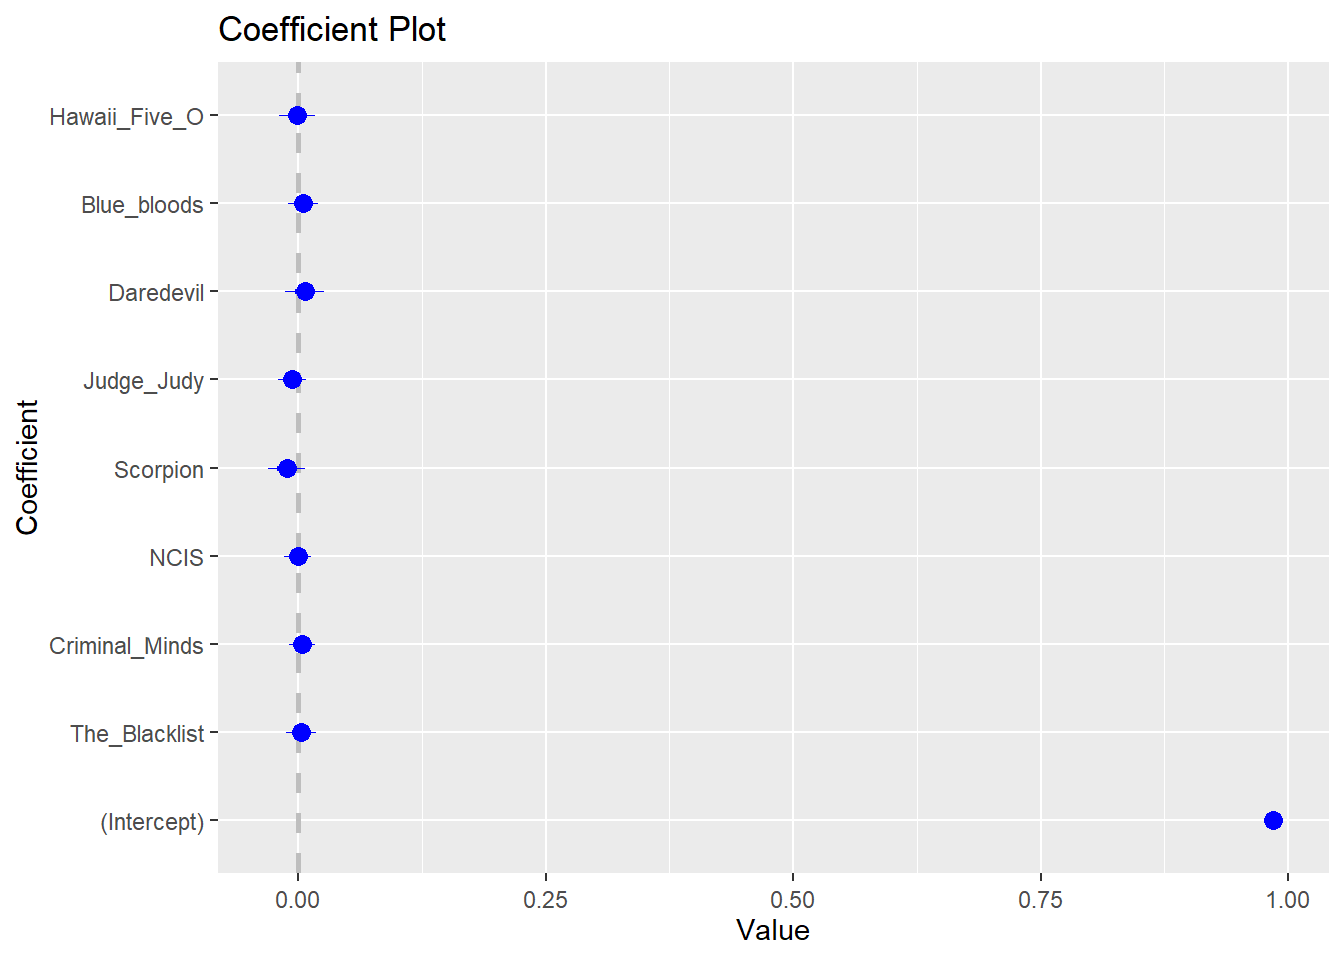 Coefficient Plot
Hawaii_Five_O
Blue_bloods
Daredevil
Judge_Judy
Scorpion
NCIS
Criminal_Minds
The_Blacklist
(Intercept)
Coefficient
0.00 0.25 0.50 0.75 1.00
Value